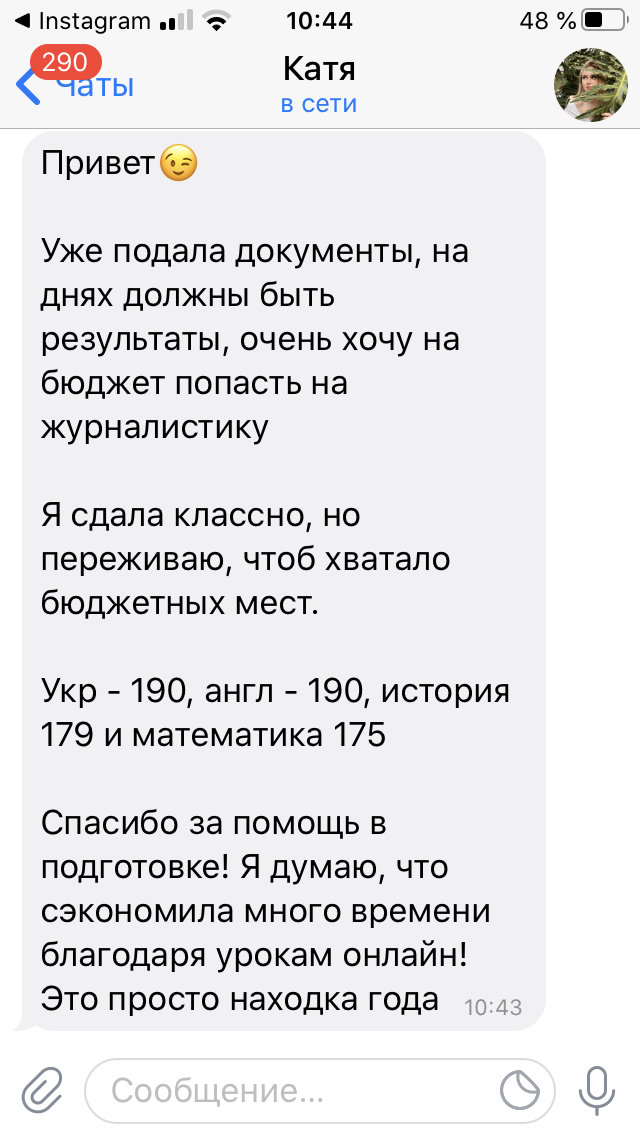 Instagram 10:44 48 %
290
Чаты Катя
в сети
Привет😉
Уже подала документы, на
днях должны быть
результаты, очень хочу на
бюджет попасть на
журналистику
Я сдала классно, но
переживаю, чтоб хватало
бюджетных мест.
Укр - 190, англ - 190, история
179 и математика 175
Спасибо за помощь в
подготовке! Я думаю, что
сэкономила много времени
благодаря урокам онлайн!
Это просто находка года 10:43
Сообщение...